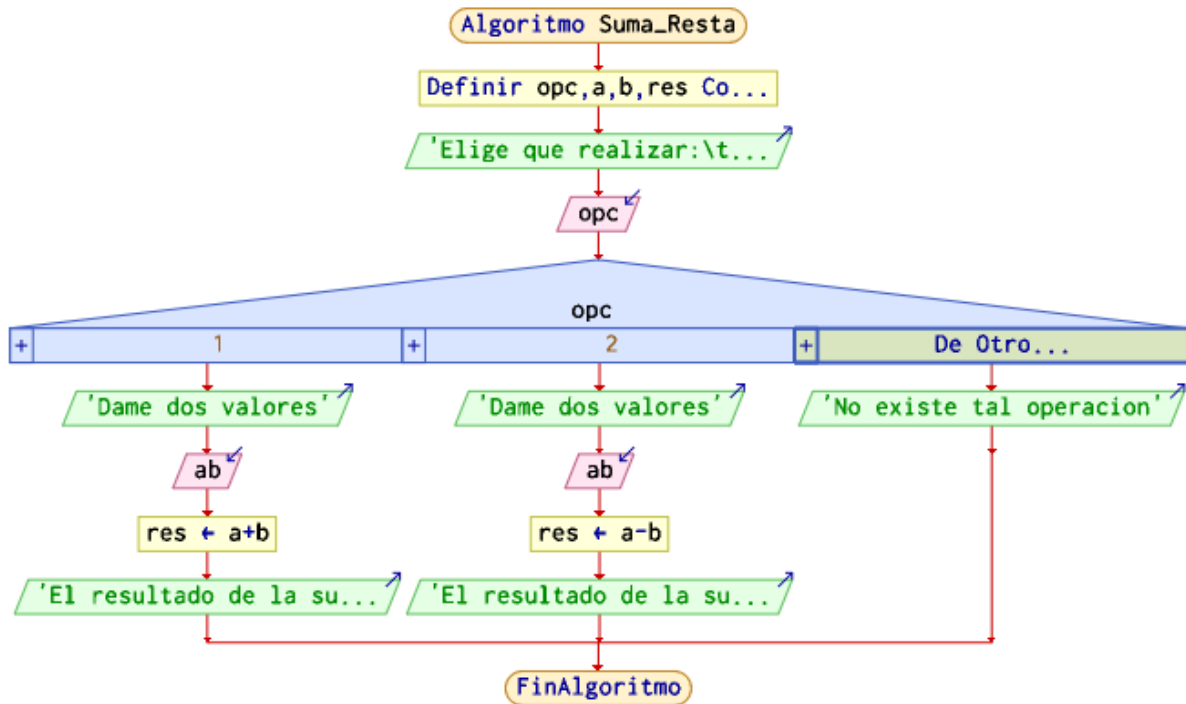 Algoritmo Suma_Resta
Definir opc,a,b,res Co...
'Elige que realizar:\t...
opc
opc
+ 1 + 2 + De Otro...
'Dame dos valores' 'Dame dos valores' 'No existe tal operacion'
ab ab
res ← a+b res ← a-b
'El resultado de la su... 'El resultado de la su...
FinAlgoritmo